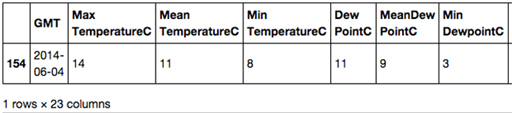 GMT Max TemperatureC Mean TemperatureC Min TemperatureC Dew PointC MeanDew PointC Min DewpointC
154 2014-06-04 14 11 8 11 9 3
1 rows × 23 columns